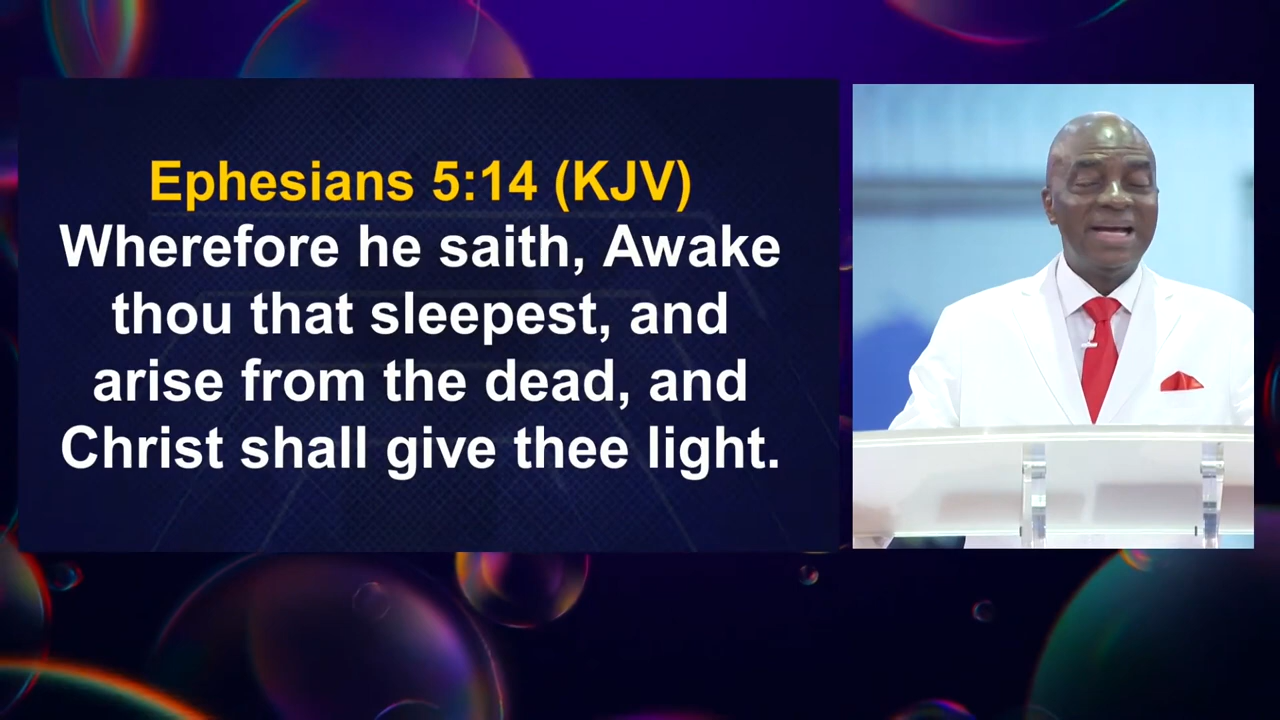 Ephesians 5:14 (KJV)
Wherefore he saith, Awake
thou that sleepest, and
arise from the dead, and
Christ shall give thee light.